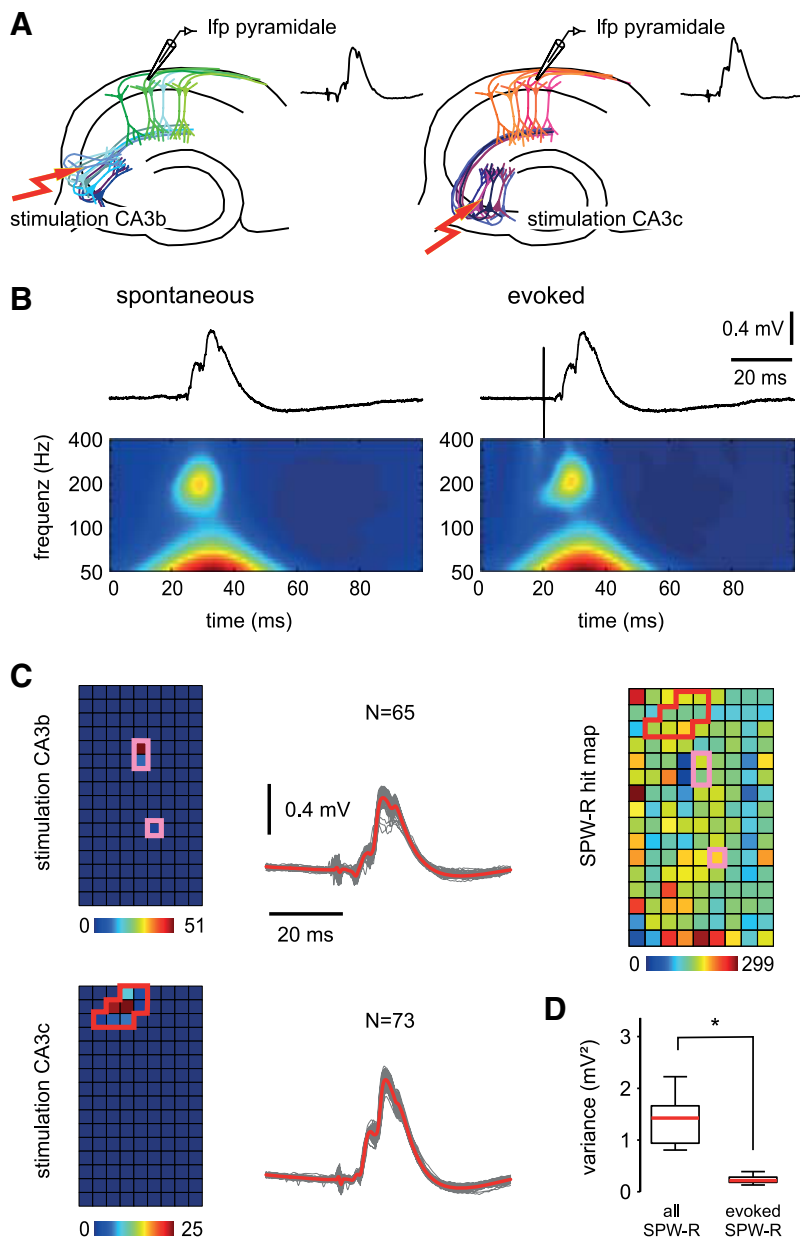 A
lfp pyramidale
lfp pyramidale
stimulation CA3b
stimulation CA3c
B
spontaneous
evoked
0.4 mV
20 ms
frequenz (Hz)
400
200
100
50
400
200
100
50
0 20 40 60 80
0 20 40 60 80
time (ms)
time (ms)
C
stimulation CA3b
0 51
N=65
0.4 mV
20 ms
SPW-R hit map
0 299
stimulation CA3c
0 25
N=73
D
variance (mV²)
3
2
1
0
*
all
SPW-R
evoked
SPW-R